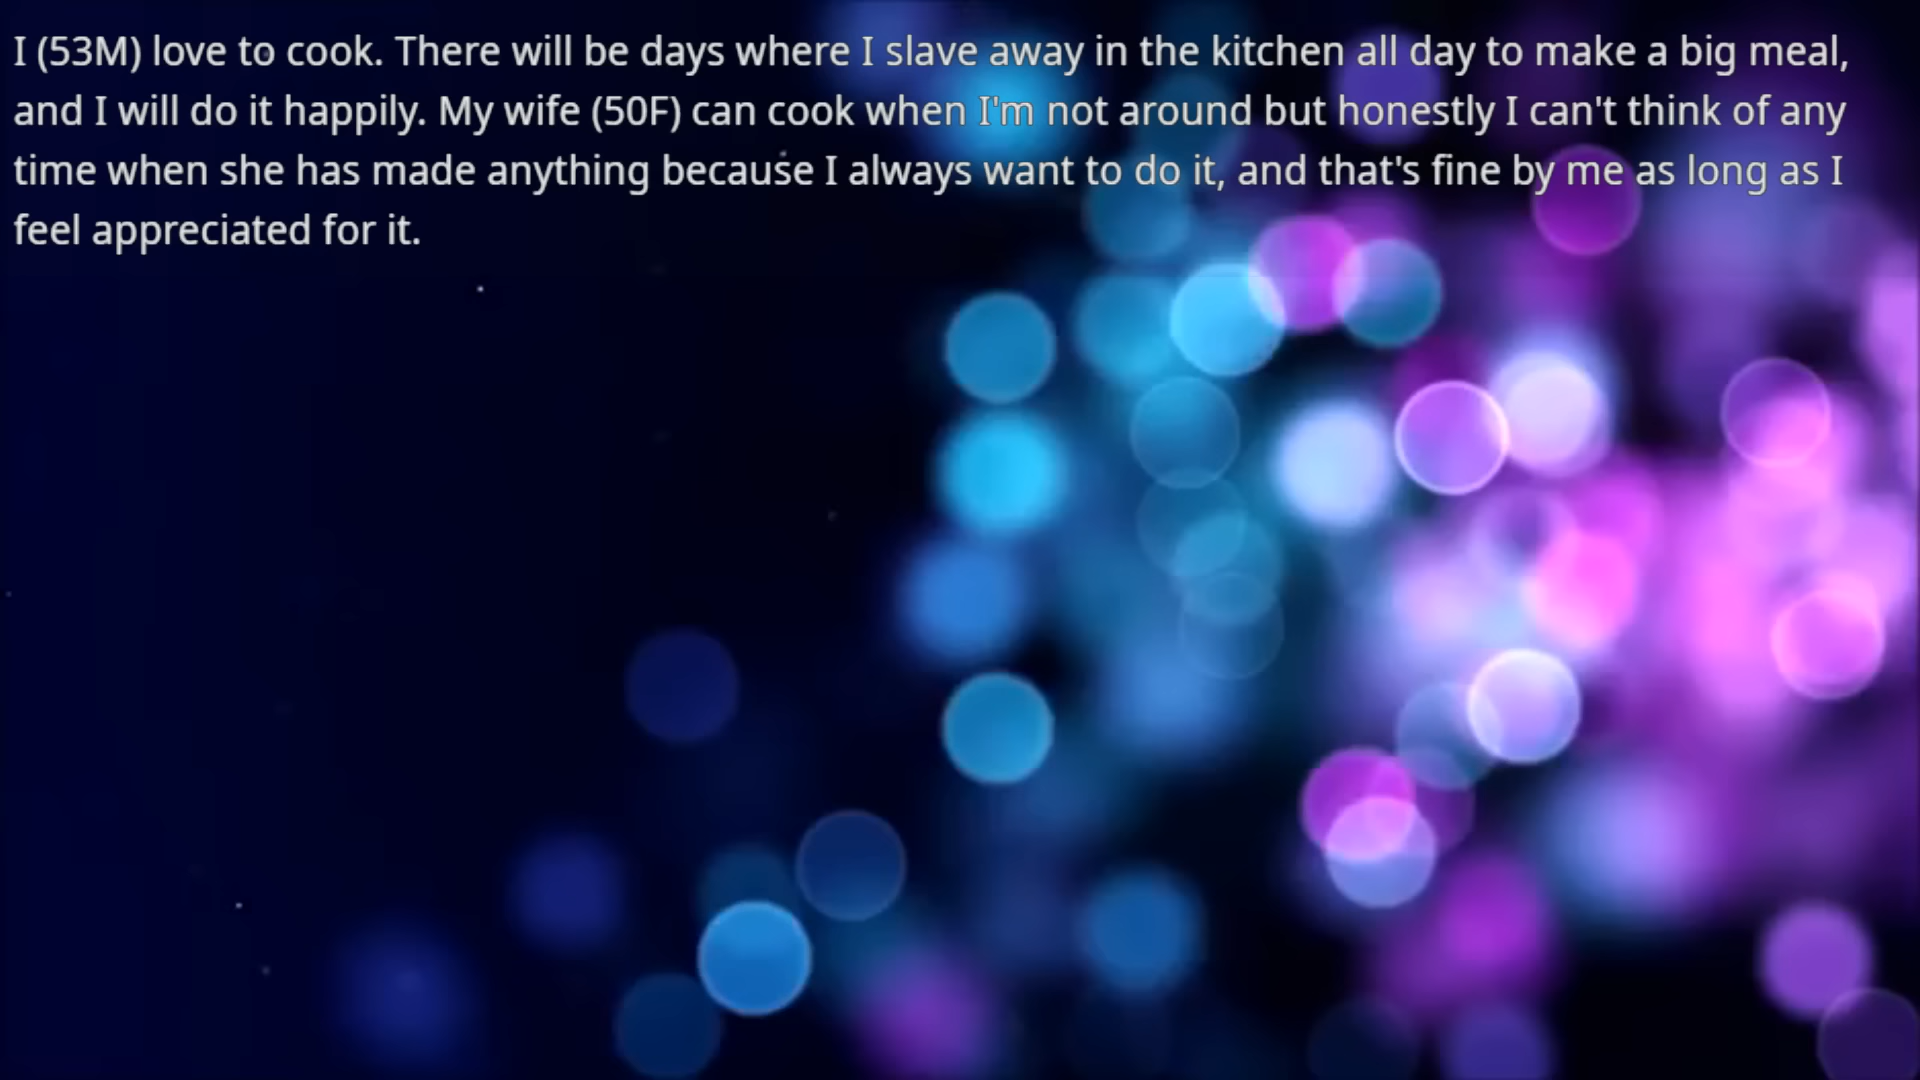 I (53M) love to cook. There will be days where I slave away in the kitchen all day to make a big meal,
and I will do it happily. My wife (50F) can cook when I'm not around but honestly I can't think of any
time when she has made anything because I always want to do it, and that's fine by me as long as I
feel appreciated for it.